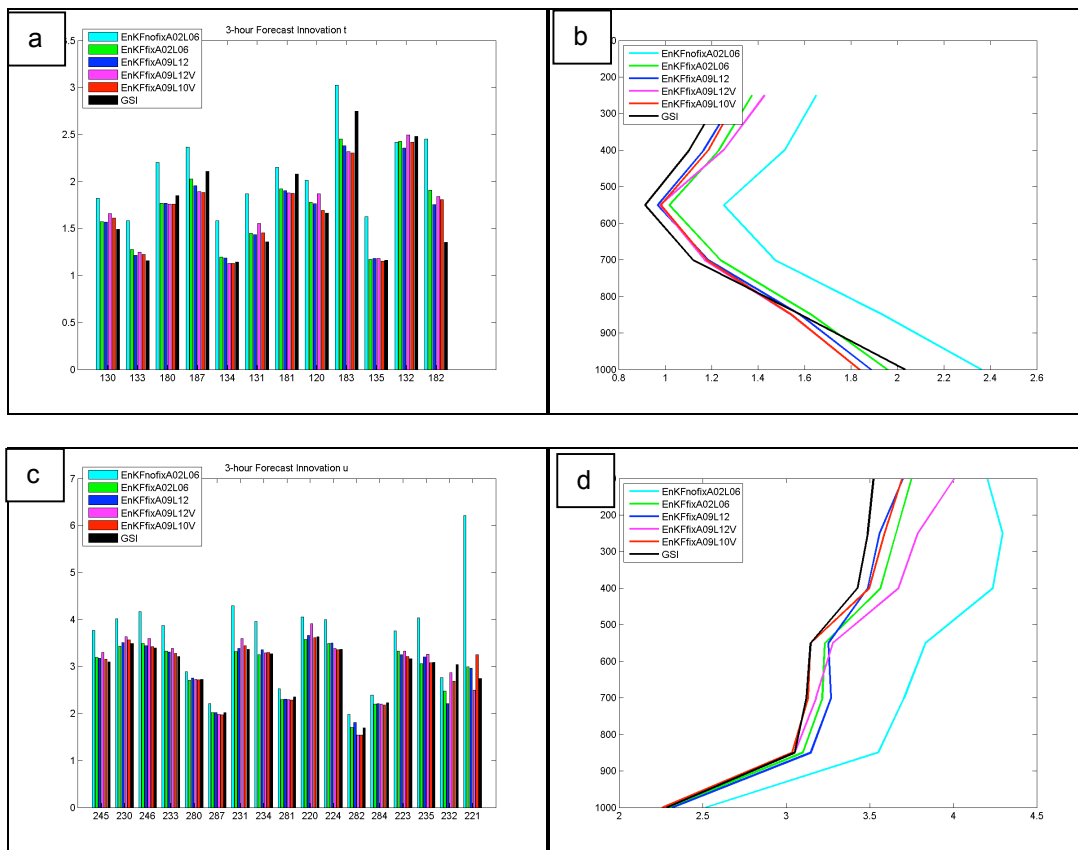 a
3-hour Forecast Innovation t
EnKFnofixA02L06
EnKFfixA02L06
EnKFfixA09L12
EnKFfixA09L12V
EnKFfixA09L10V
GSI
3.5
3
2.5
2
1.5
1
0.5
0
130 133 180 187 134 131 181 120 183 135 132 182
b
EnKFnofixA02L06
EnKFfixA02L06
EnKFfixA09L12
EnKFfixA09L12V
EnKFfixA09L10V
GSI
200
300
400
500
600
700
800
900
1000
0.8 1 1.2 1.4 1.6 1.8 2 2.2 2.4 2.6
c
3-hour Forecast Innovation u
EnKFnofixA02L06
EnKFfixA02L06
EnKFfixA09L12
EnKFfixA09L12V
EnKFfixA09L10V
GSI
7
6
5
4
3
2
1
0
245 230 246 233 280 287 231 234 281 220 224 282 284 223 235 232 221
d
EnKFnofixA02L06
EnKFfixA02L06
EnKFfixA09L12
EnKFfixA09L12V
EnKFfixA09L10V
GSI
200
300
400
500
600
700
800
900
1000
2 2.5 3 3.5 4 4.5